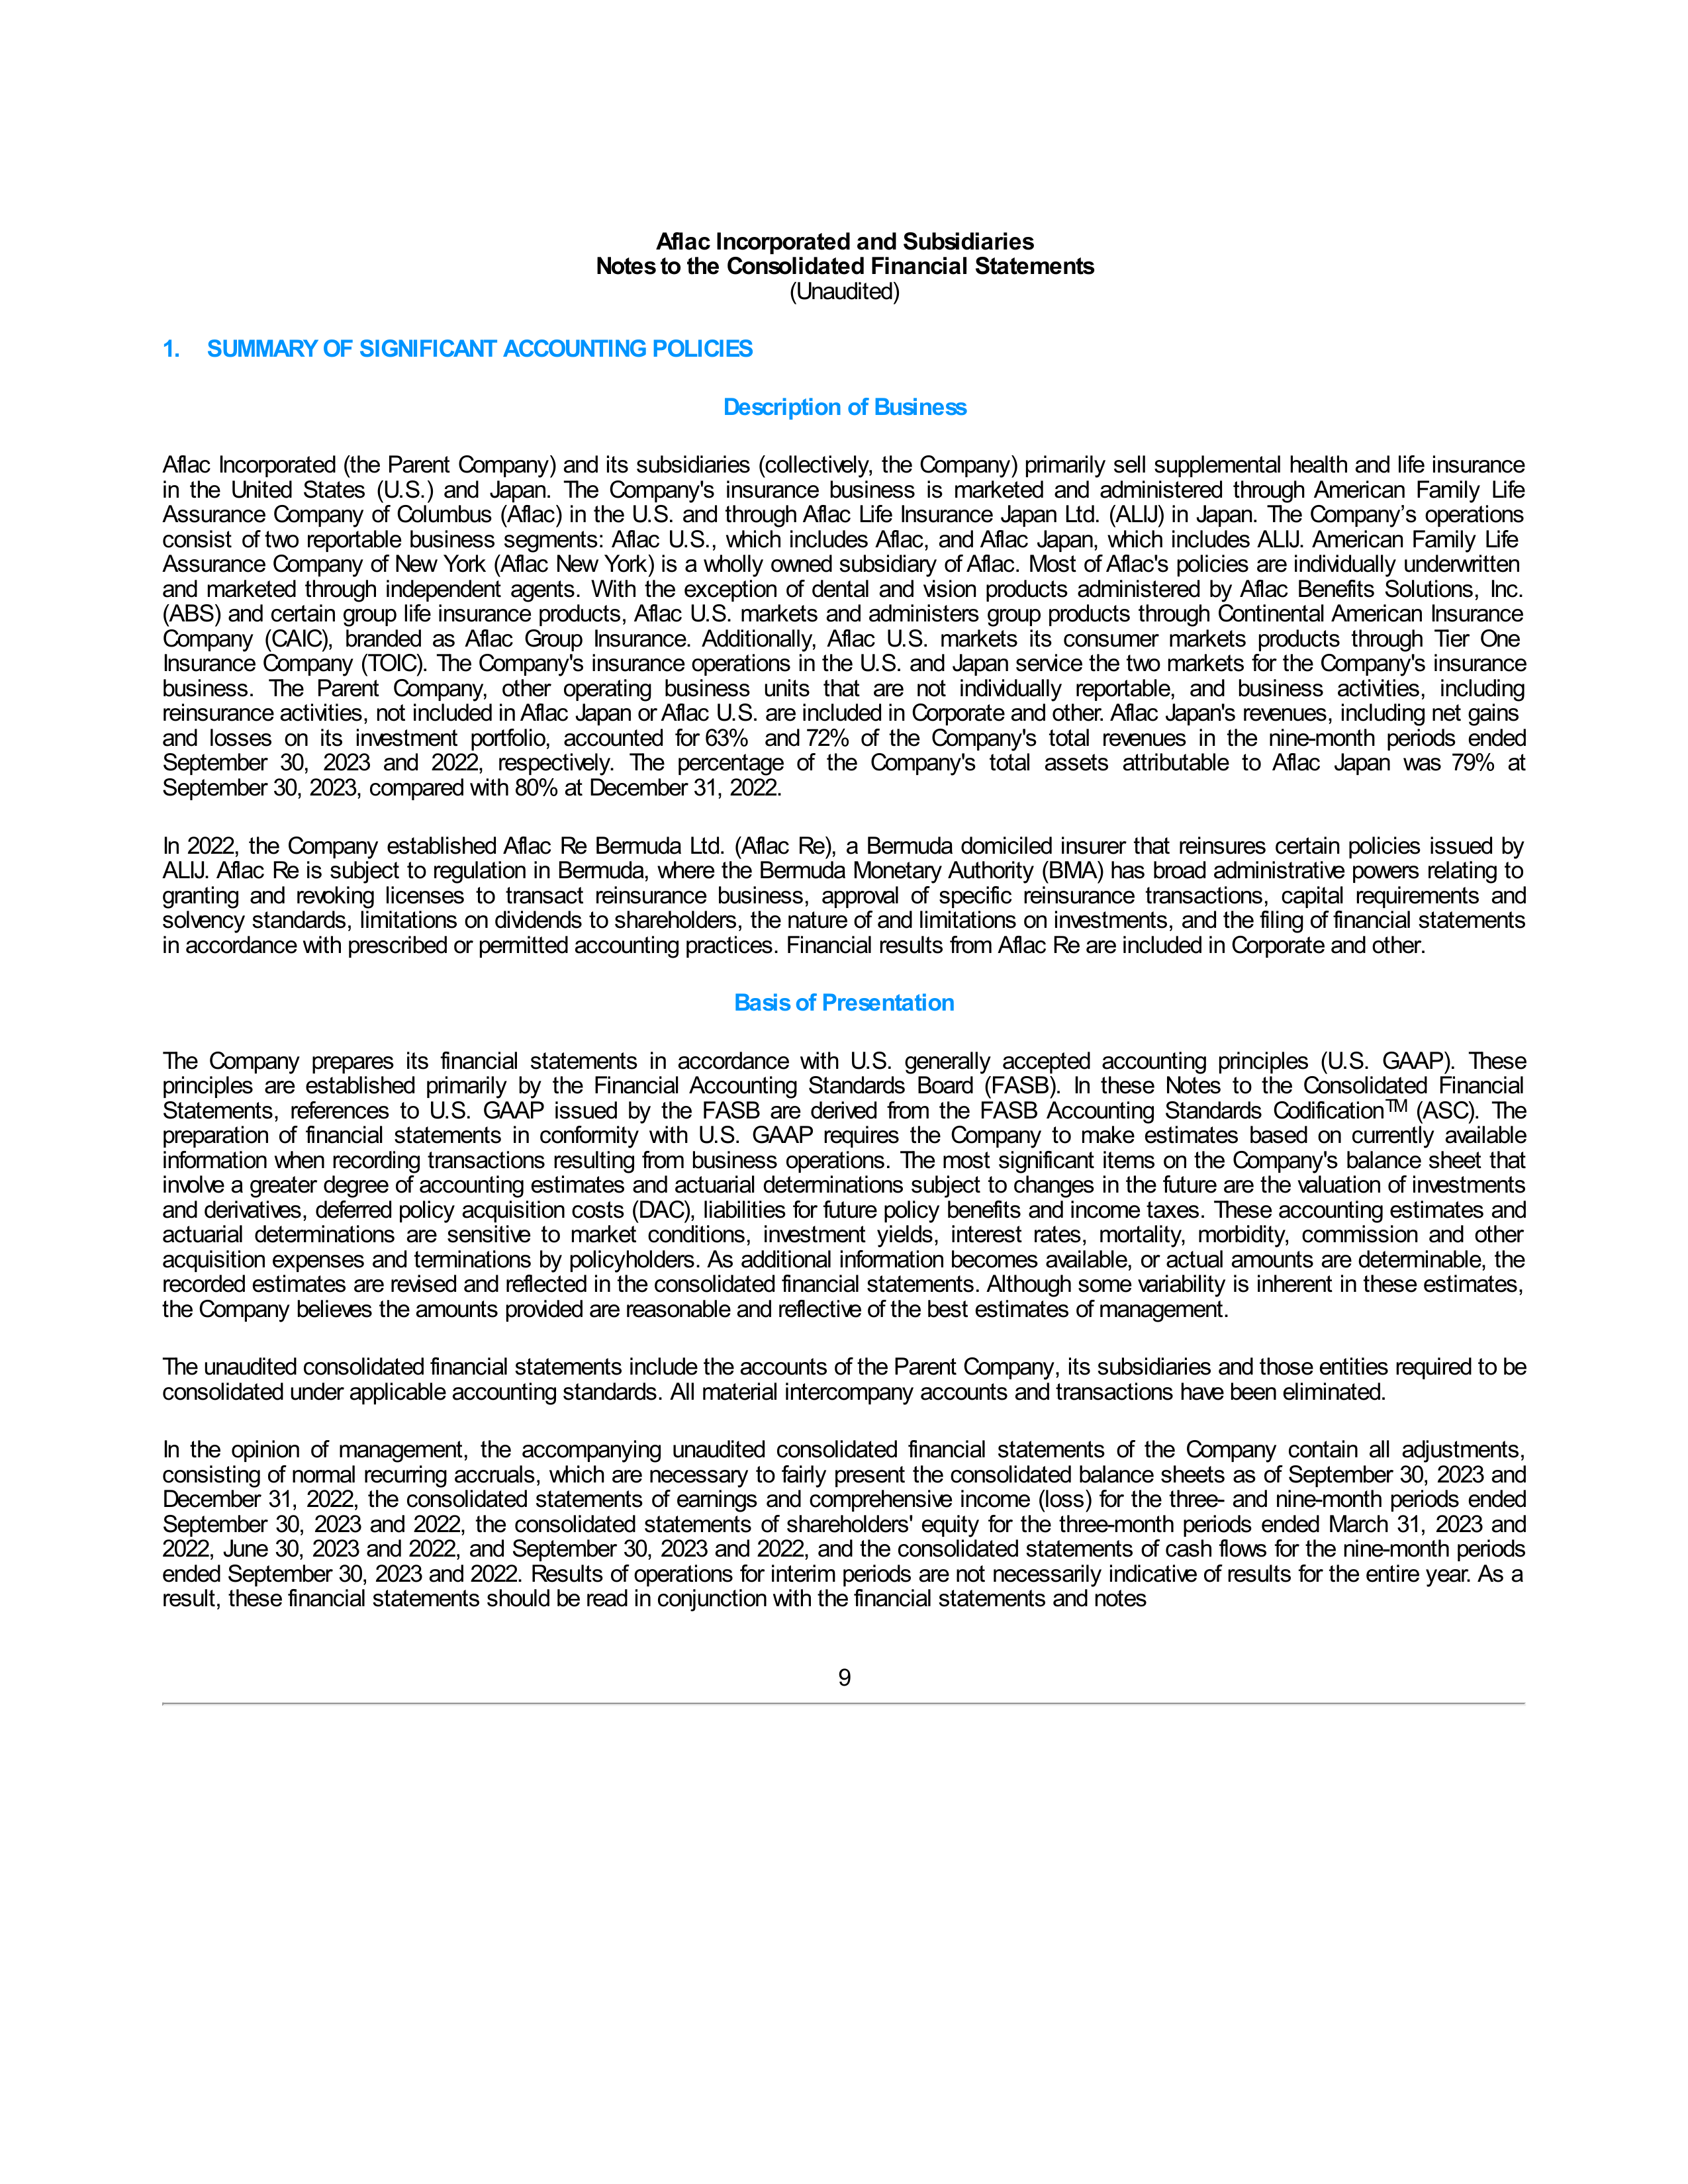 Aflac Incorporated and Subsidiaries
Notes to the Consolidated Financial Statements
(Unaudited)
1. SUMMARY OF SIGNIFICANT ACCOUNTING POLICIES
Description of Business
Aflac Incorporated (the Parent Company) and its subsidiaries (collectively, the Company) primarily sell supplemental health and life insurance
in the United States (U.S.) and Japan. The Company's insurance business is marketed and administered through American Family Life
Assurance Company of Columbus (Aflac) in the U.S. and through Aflac Life Insurance Japan Ltd. (ALIJ) in Japan. The Company’s operations
consist of two reportable business segments: Aflac U.S., which includes Aflac, and Aflac Japan, which includes ALIJ. American Family Life
Assurance Company of New York (Aflac New York) is a wholly owned subsidiary of Aflac. Most of Aflac's policies are individually underwritten
and marketed through independent agents. With the exception of dental and vision products administered by Aflac Benefits Solutions, Inc.
(ABS) and certain group life insurance products, Aflac U.S. markets and administers group products through Continental American Insurance
Company (CAIC), branded as Aflac Group Insurance. Additionally, Aflac U.S. markets its consumer markets products through Tier One
Insurance Company (TOIC). The Company's insurance operations in the U.S. and Japan service the two markets for the Company's insurance
business. The Parent Company, other operating business units that are not individually reportable, and business activities, including
reinsurance activities, not included in Aflac Japan or Aflac U.S. are included in Corporate and other. Aflac Japan's revenues, including net gains
and losses on its investment portfolio, accounted for 63% and 72% of the Company's total revenues in the nine-month periods ended
September 30, 2023 and 2022, respectively. The percentage of the Company's total assets attributable to Aflac Japan was 79% at
September 30, 2023, compared with 80% at December 31, 2022.
In 2022, the Company established Aflac Re Bermuda Ltd. (Aflac Re), a Bermuda domiciled insurer that reinsures certain policies issued by
ALIJ. Aflac Re is subject to regulation in Bermuda, where the Bermuda Monetary Authority (BMA) has broad administrative powers relating to
granting and revoking licenses to transact reinsurance business, approval of specific reinsurance transactions, capital requirements and
solvency standards, limitations on dividends to shareholders, the nature of and limitations on investments, and the filing of financial statements
in accordance with prescribed or permitted accounting practices. Financial results from Aflac Re are included in Corporate and other.
Basis of Presentation
The Company prepares its financial statements in accordance with U.S. generally accepted accounting principles (U.S. GAAP). These
principles are established primarily by the Financial Accounting Standards Board (FASB). In these Notes to the Consolidated Financial
Statements, references to U.S. GAAP issued by the FASB are derived from the FASB Accounting Standards Codification™ (ASC). The
preparation of financial statements in conformity with U.S. GAAP requires the Company to make estimates based on currently available
information when recording transactions resulting from business operations. The most significant items on the Company's balance sheet that
involve a greater degree of accounting estimates and actuarial determinations subject to changes in the future are the valuation of investments
and derivatives, deferred policy acquisition costs (DAC), liabilities for future policy benefits and income taxes. These accounting estimates and
actuarial determinations are sensitive to market conditions, investment yields, interest rates, mortality, morbidity, commission and other
acquisition expenses and terminations by policyholders. As additional information becomes available, or actual amounts are determinable, the
recorded estimates are revised and reflected in the consolidated financial statements. Although some variability is inherent in these estimates,
the Company believes the amounts provided are reasonable and reflective of the best estimates of management.
The unaudited consolidated financial statements include the accounts of the Parent Company, its subsidiaries and those entities required to be
consolidated under applicable accounting standards. All material intercompany accounts and transactions have been eliminated.
In the opinion of management, the accompanying unaudited consolidated financial statements of the Company contain all adjustments,
consisting of normal recurring accruals, which are necessary to fairly present the consolidated balance sheets as of September 30, 2023 and
December 31, 2022, the consolidated statements of earnings and comprehensive income (loss) for the three- and nine-month periods ended
September 30, 2023 and 2022, the consolidated statements of shareholders' equity for the three-month periods ended March 31, 2023 and
2022, June 30, 2023 and 2022, and September 30, 2023 and 2022, and the consolidated statements of cash flows for the nine-month periods
ended September 30, 2023 and 2022. Results of operations for interim periods are not necessarily indicative of results for the entire year. As a
result, these financial statements should be read in conjunction with the financial statements and notes
9